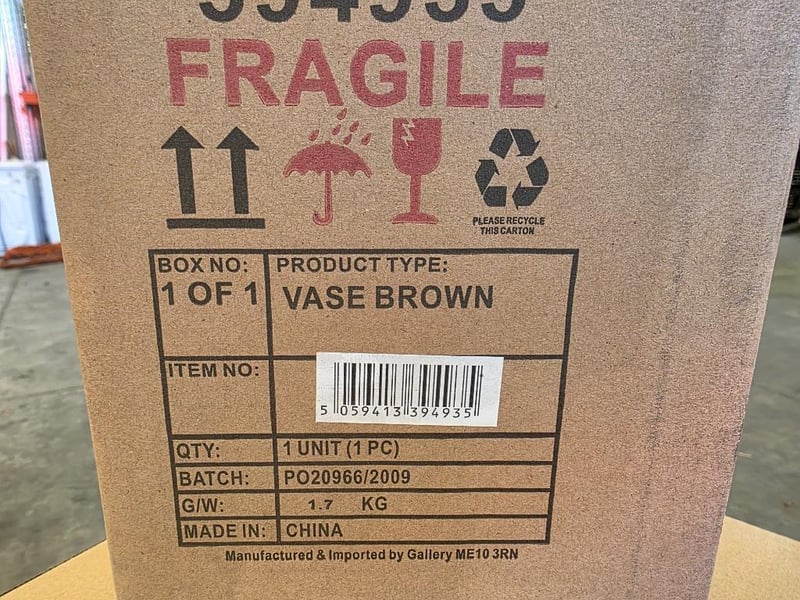 FRAGILE
PLEASE RECYCLE
THIS CARTON
BOX NO: PRODUCT TYPE:
1 OF 1 VASE BROWN
ITEM NO:
5 059413 394935
QTY: 1 UNIT (1 PC)
BATCH: PO20966/2009
G/W: 1.7 KG
MADE IN: CHINA
Manufactured & Imported by Gallery ME10 3RN